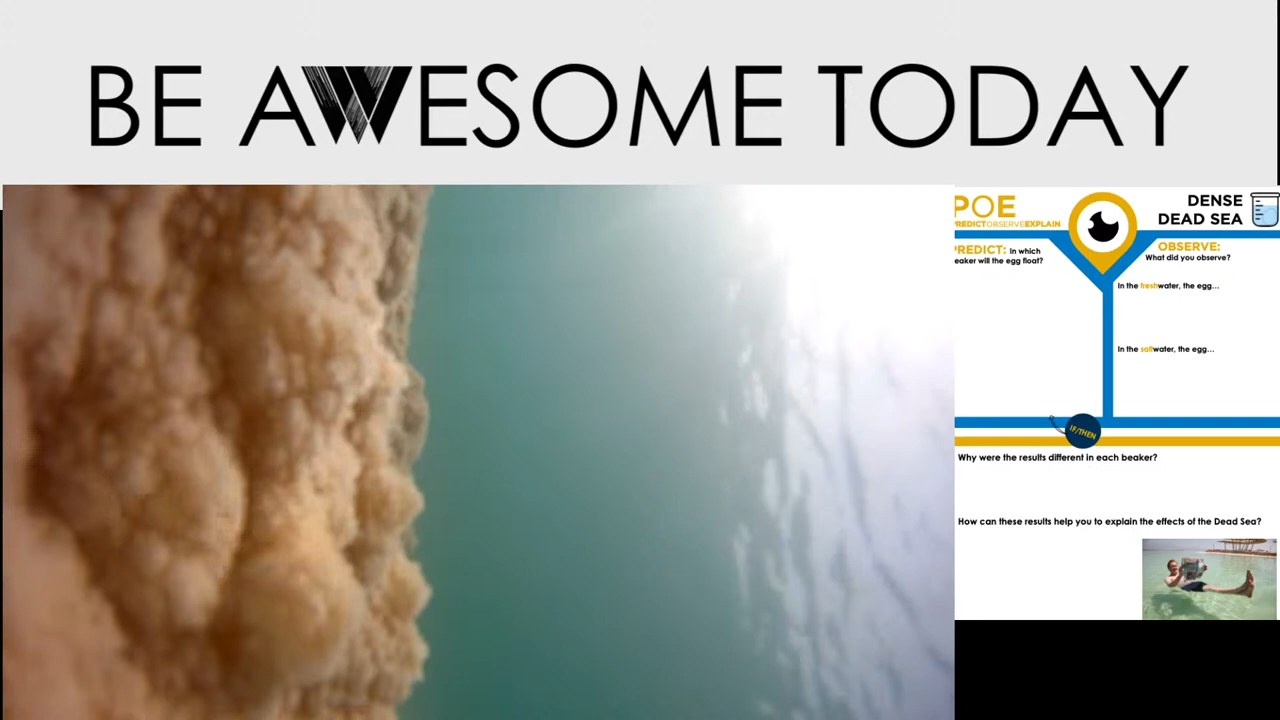 BE AWESOME TODAY
POE
PREDICTOBSERVEEXPLAIN
DENSE
DEAD SEA
PREDICT: In which
beaker will the egg float?
OBSERVE:
What did you observe?
In the freshwater, the egg...
In the saltwater, the egg...
IF/THEN
Why were the results different in each beaker?
How can these results help you to explain the effects of the Dead Sea?